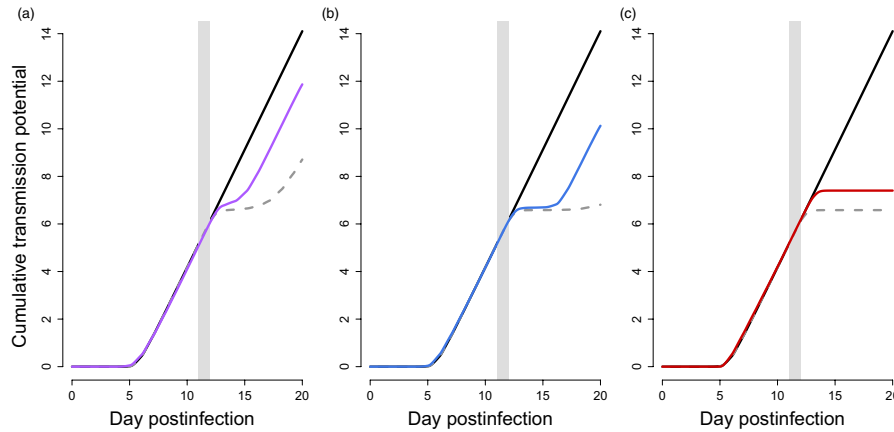 (a)
(b)
(c)
Cumulative transmission potential
0 2 4 6 8 10 12 14
0 5 10 15 20
Day postinfection
0 2 4 6 8 10 12 14
0 5 10 15 20
Day postinfection
0 2 4 6 8 10 12 14
0 5 10 15 20
Day postinfection